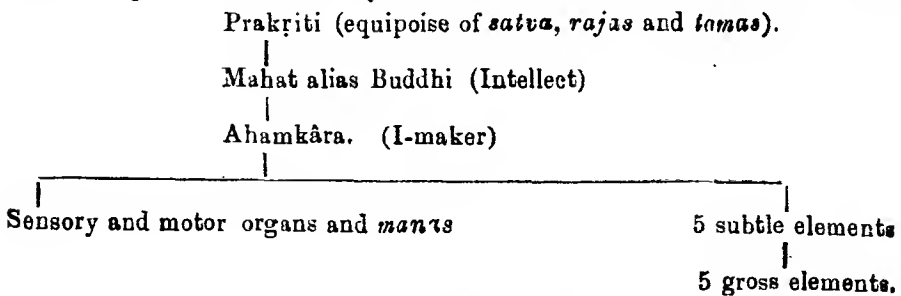 Prakṛiti (equipoise of satva, rajas and tamas).
Mahat alias Buddhi (Intellect)
Ahamkâra. (I-maker)
Sensory and motor organs and manas 5 subtle elements
5 gross elements.